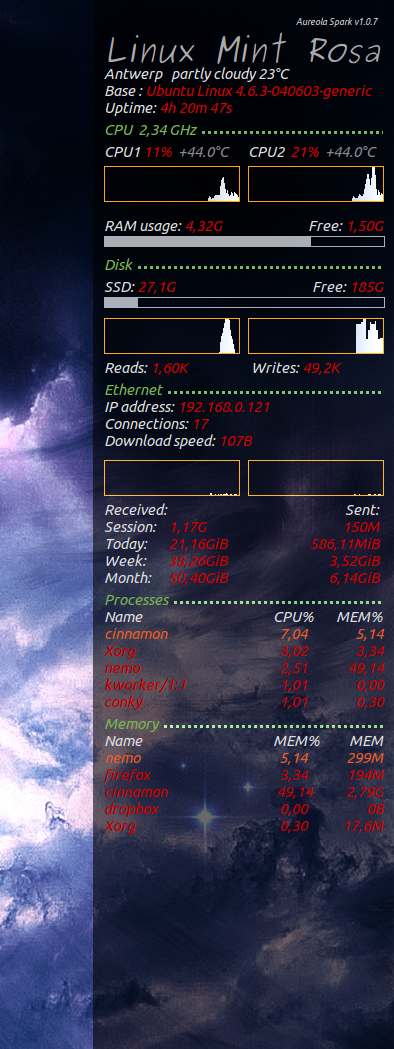 Aureola Spark v1.0.7
Linux Mint Rosa
Antwerp partly cloudy 23°C
Base : Ubuntu Linux 4.6.3-040603-generic
Uptime: 4h 20m 47s
CPU 2,34 GHz
CPU1 11% +44.0°C CPU2 21% +44.0°C
RAM usage: 4,32G Free: 1,50G
Disk
SSD: 27,1G Free: 185G
Reads: 1,60K Writes: 49,2K
Ethernet
IP address: 192.168.0.121
Connections: 17
Download speed: 107B
Received: Sent:
Session: 1,17G 150M
Today: 21,16GiB 586,11MiB
Week: 38,26GiB 3,52GiB
Month: 50,40GiB 6,14GiB
Processes
Name CPU% MEM%
cinnamon 7,04 5,14
Xorg 3,02 3,34
nemo 2,51 49,14
kworker/1:1 1,01 0,00
conky 1,01 0,30
Memory
Name MEM% MEM
nemo 5,14 299M
firefox 3,34 194M
cinnamon 49,14 2,79G
dropbox 0,00 0B
Xorg 0,30 17,6M